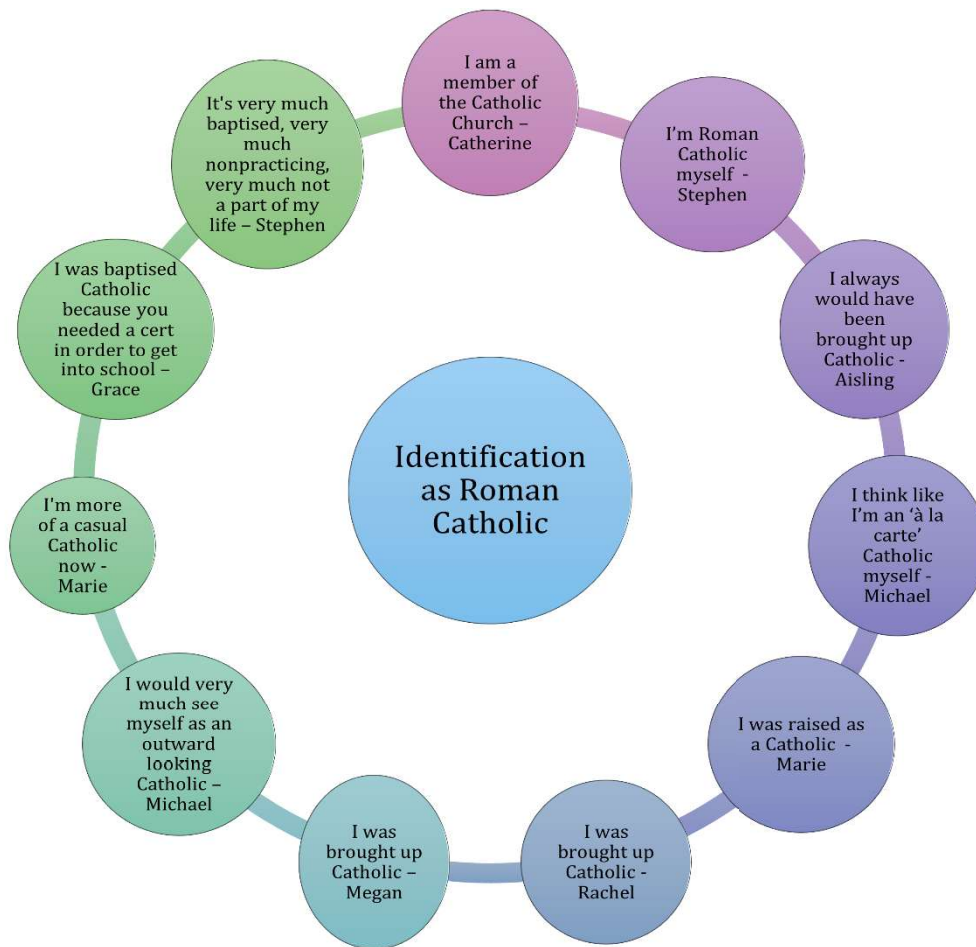 I am a
member of
the Catholic
Church –
Catherine
I'm Roman
Catholic
myself -
Stephen
I always
would have
been
brought up
Catholic -
Aisling
I think like
I'm an ‘à la
carte’
Catholic
myself -
Michael
I was raised as
a Catholic -
Marie
I was
brought up
Catholic -
Rachel
I was
brought up
Catholic –
Megan
I would very
much see
myself as an
outward
looking
Catholic –
Michael
I'm more
of a casual
Catholic
now -
Marie
I was baptised
Catholic
because you
needed a cert
in order to get
into school –
Grace
It's very much
baptised, very
much
nonpracticing,
very much not
a part of my
life – Stephen
Identification
as Roman
Catholic